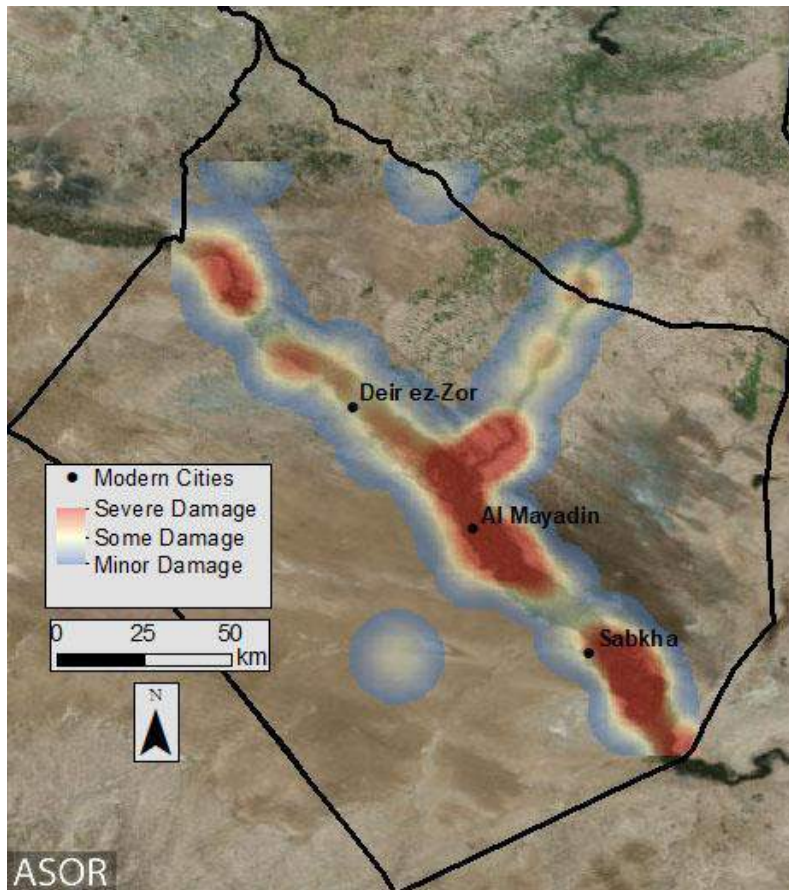 Deir ez-Zor
Al Mayadin
Sabkha
Modern Cities
Severe Damage
Some Damage
Minor Damage
0 25 50
km
N
ASOR